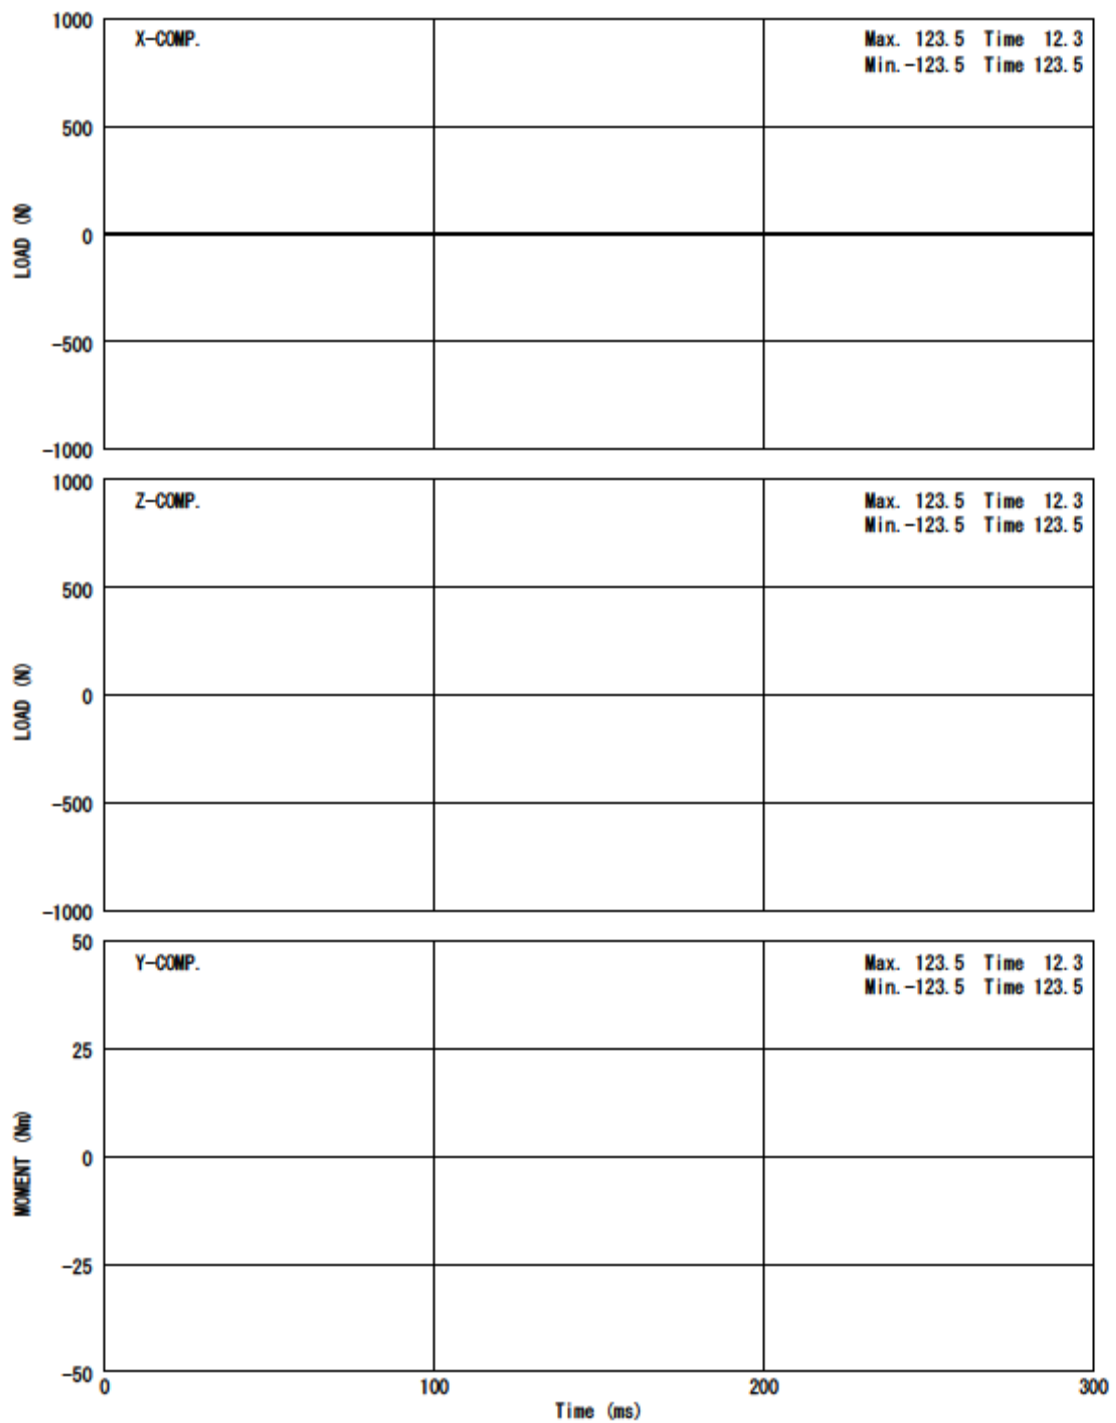 1000
X-COMP.
Max. 123.5 Time 12.3
Min.-123.5 Time 123.5
500
LOAD (N)
0
-500
-1000
1000
Z-COMP.
Max. 123.5 Time 12.3
Min.-123.5 Time 123.5
500
LOAD (N)
0
-500
-1000
50
Y-COMP.
Max. 123.5 Time 12.3
Min.-123.5 Time 123.5
25
MOMENT (Nm)
0
-25
-50
0 100 200 300
Time (ms)